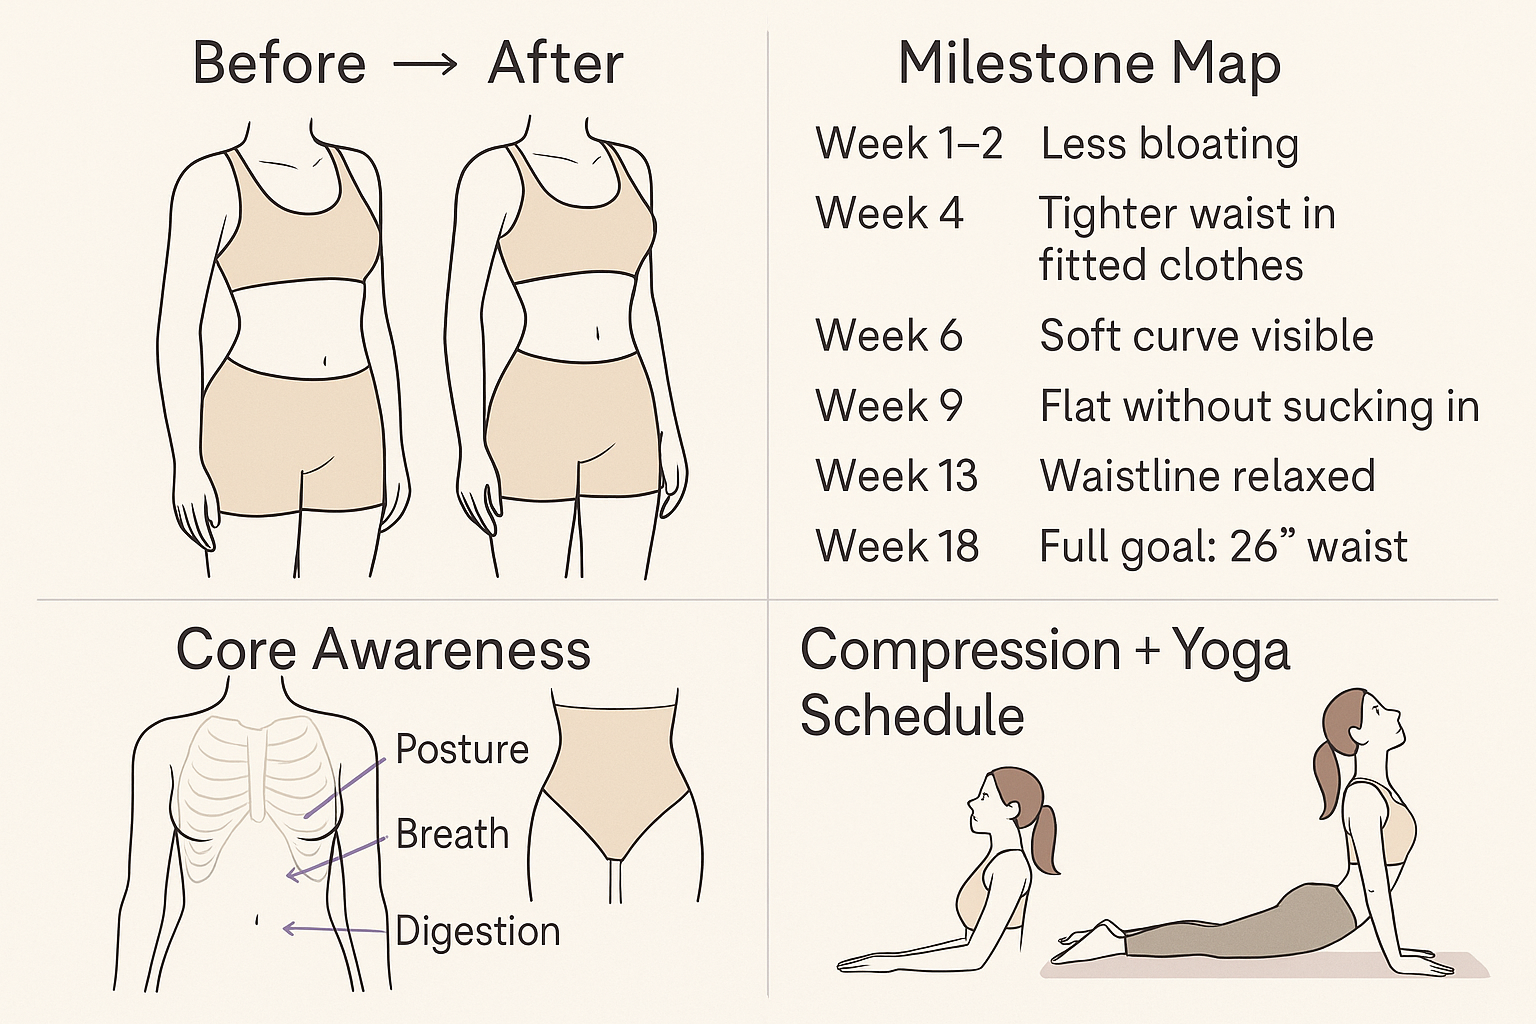 Before → After
Milestone Map
Week 1–2 Less bloating
Week 4 Tighter waist in
fitted clothes
Week 6 Soft curve visible
Week 9 Flat without sucking in
Week 13 Waistline relaxed
Week 18 Full goal: 26” waist
Core Awareness
Posture
Breath
Digestion
Compression + Yoga
Schedule